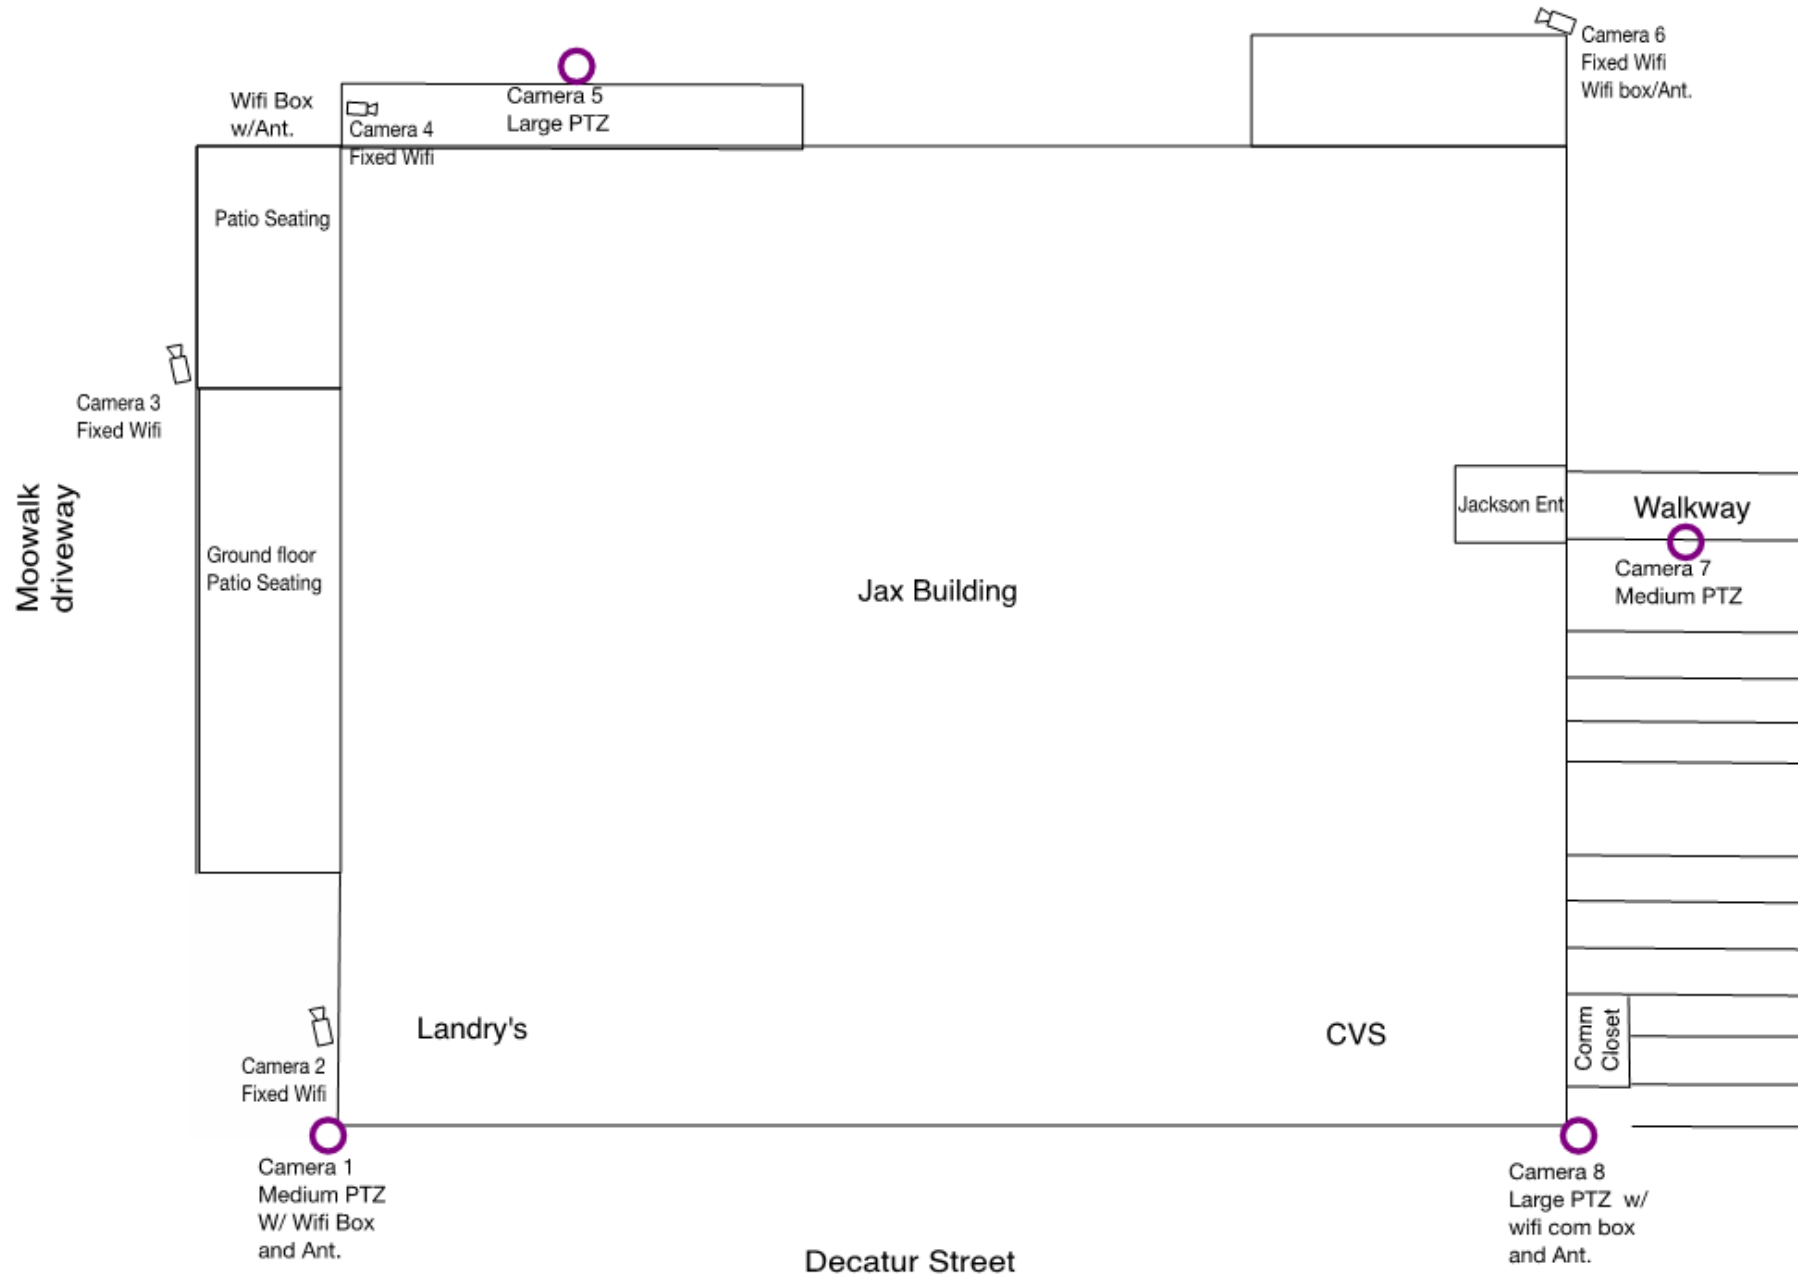 Camera 6
Fixed Wifi
Wifi box/Ant.
Wifi Box
w/Ant.
Camera 4
Fixed Wifi
Camera 5
Large PTZ
Patio Seating
Camera 3
Fixed Wifi
Moowalk
driveway
Ground floor
Patio Seating
Jax Building
Jackson Ent
Walkway
Camera 7
Medium PTZ
Landry's
CVS
Comm
Closet
Camera 2
Fixed Wifi
Camera 1
Medium PTZ
W/ Wifi Box
and Ant.
Camera 8
Large PTZ w/
wifi com box
and Ant.
Decatur Street